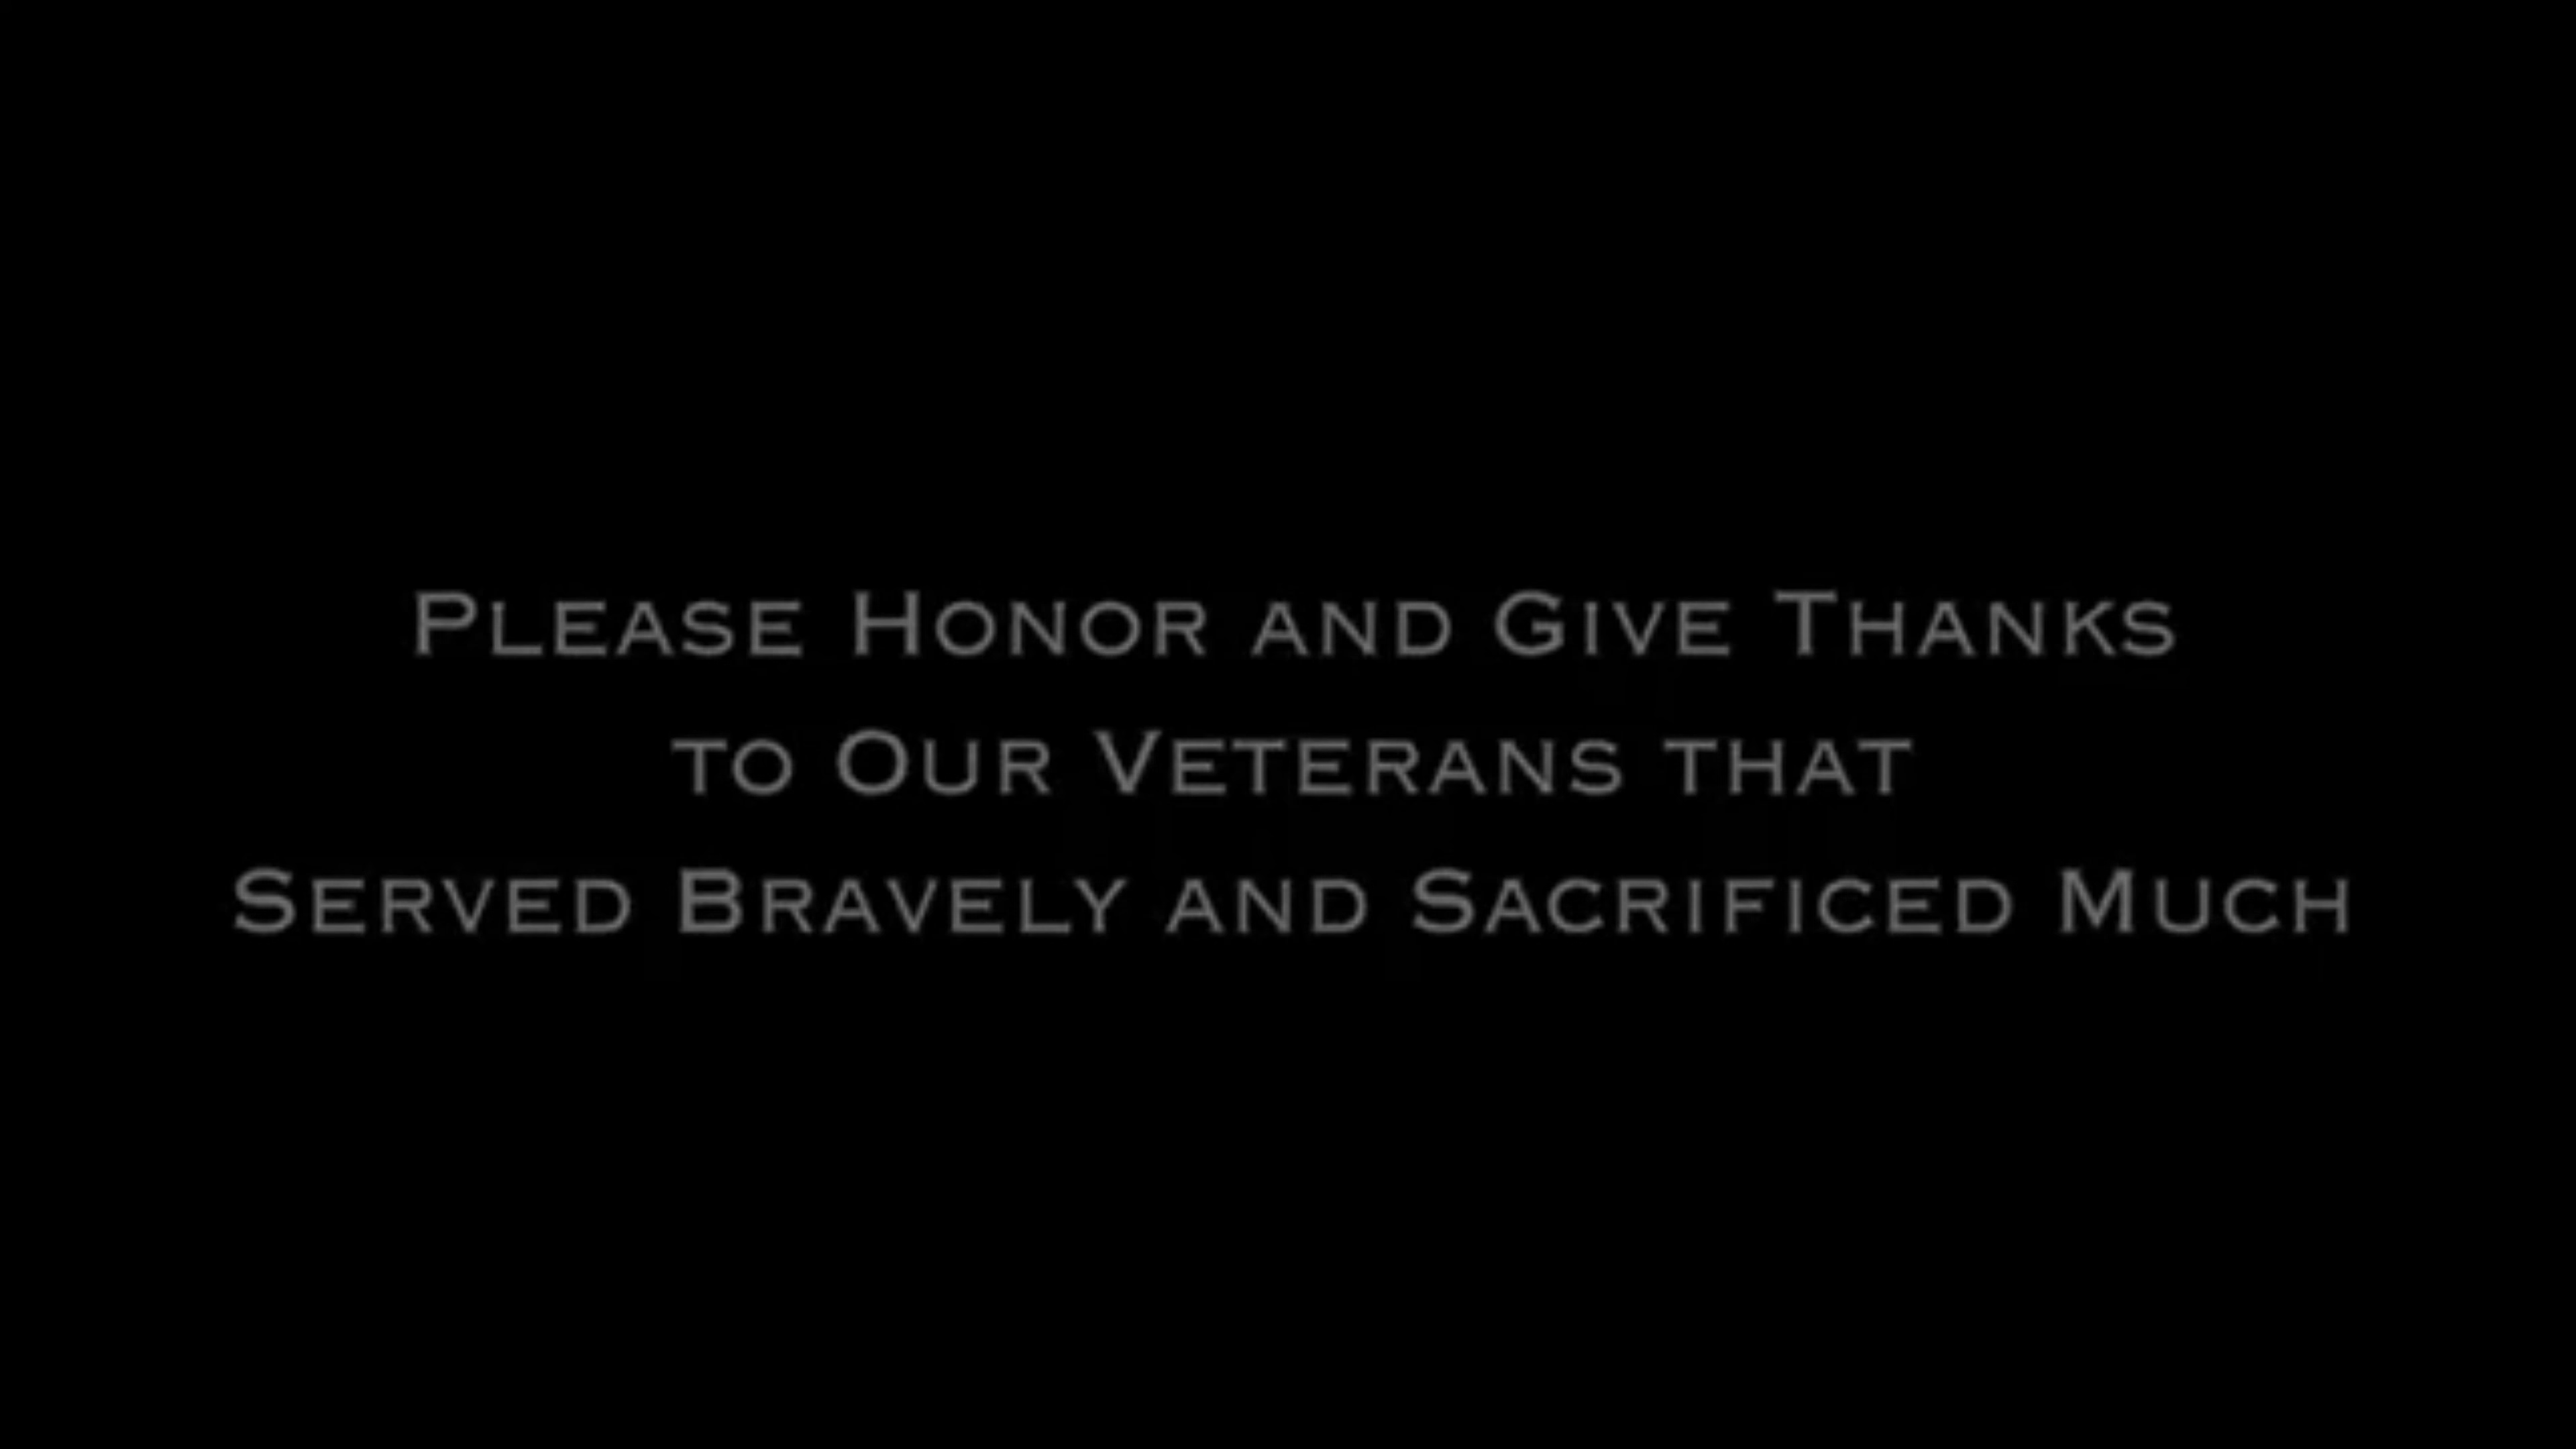 Please Honor and Give Thanks
to Our Veterans that
Served Bravely and Sacrificed Much